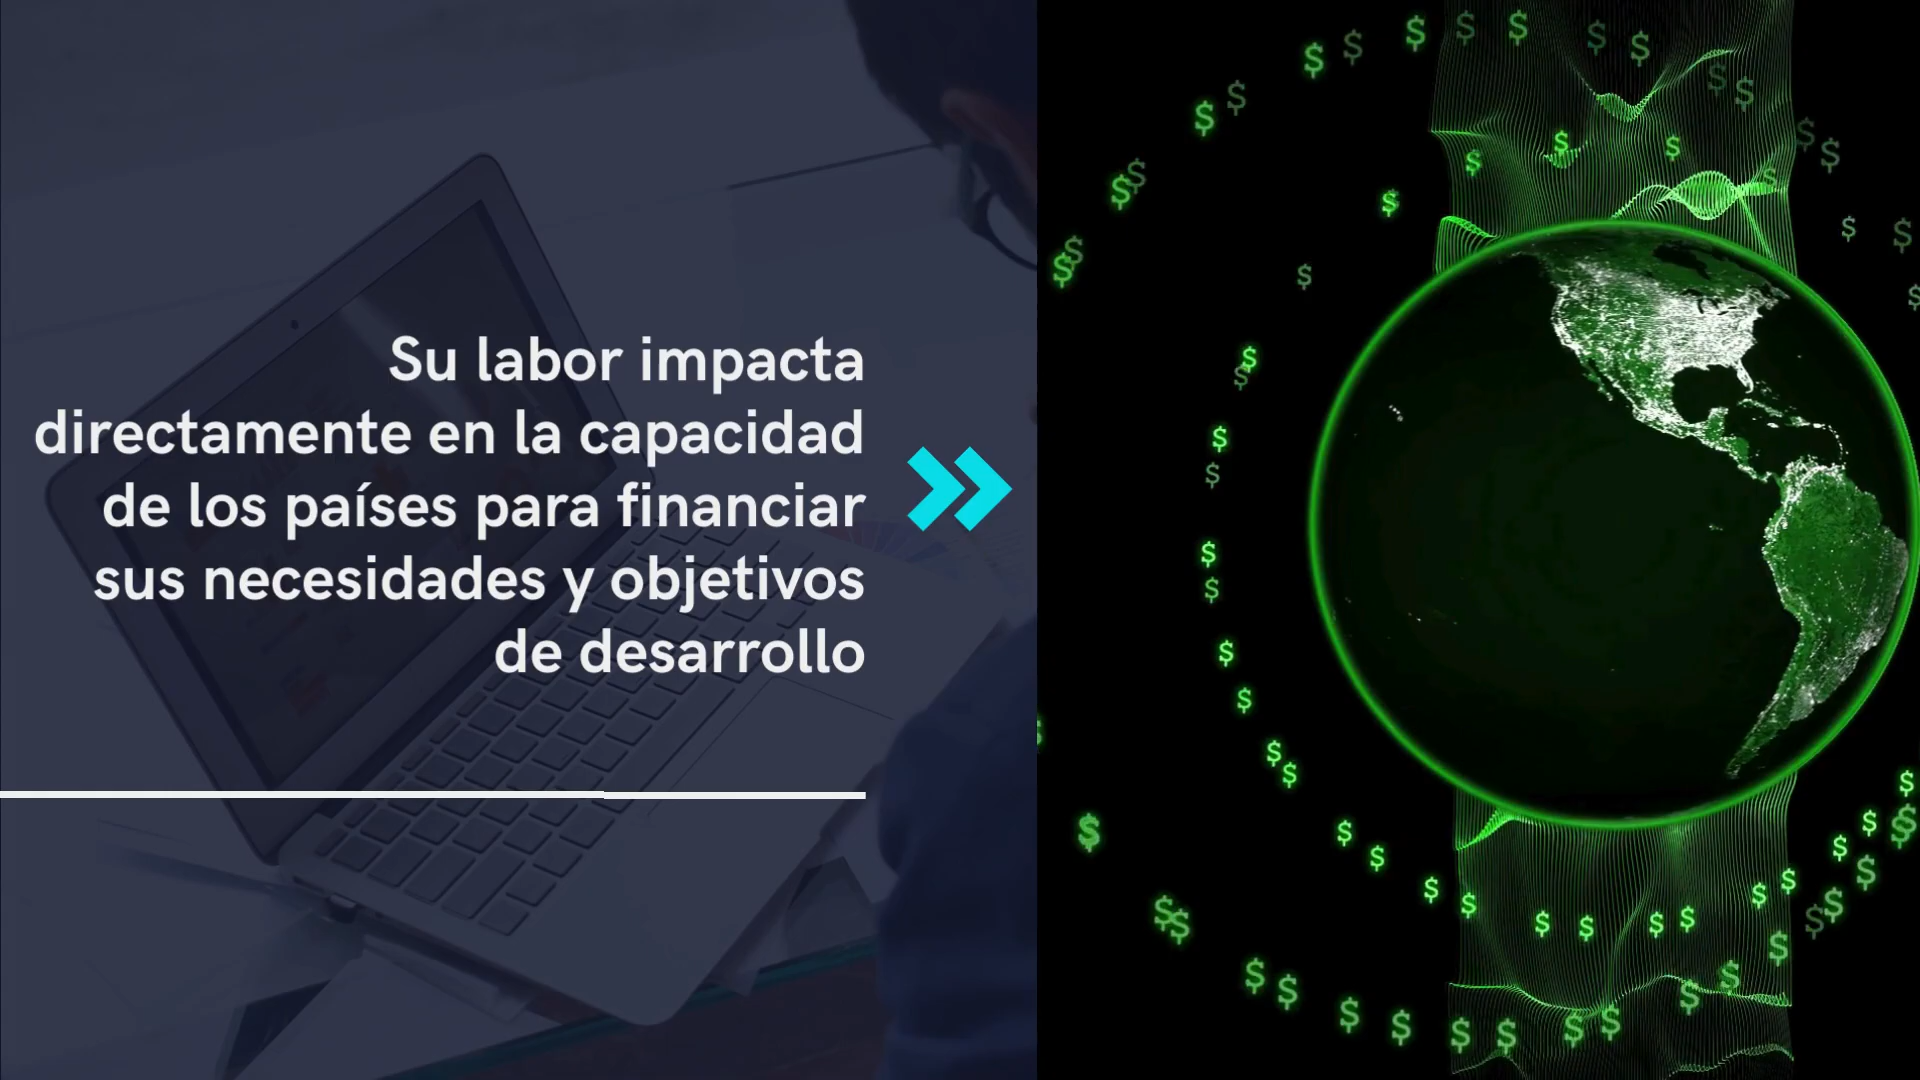 Su labor impacta
directamente en la capacidad
de los países para financiar
sus necesidades y objetivos
de desarrollo